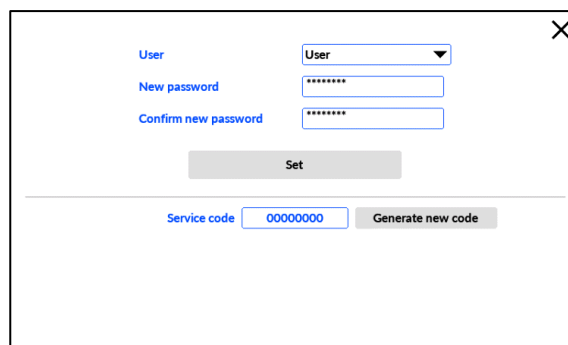 User User
New password ********
Confirm new password ********
Set
Service code 00000000 Generate new code